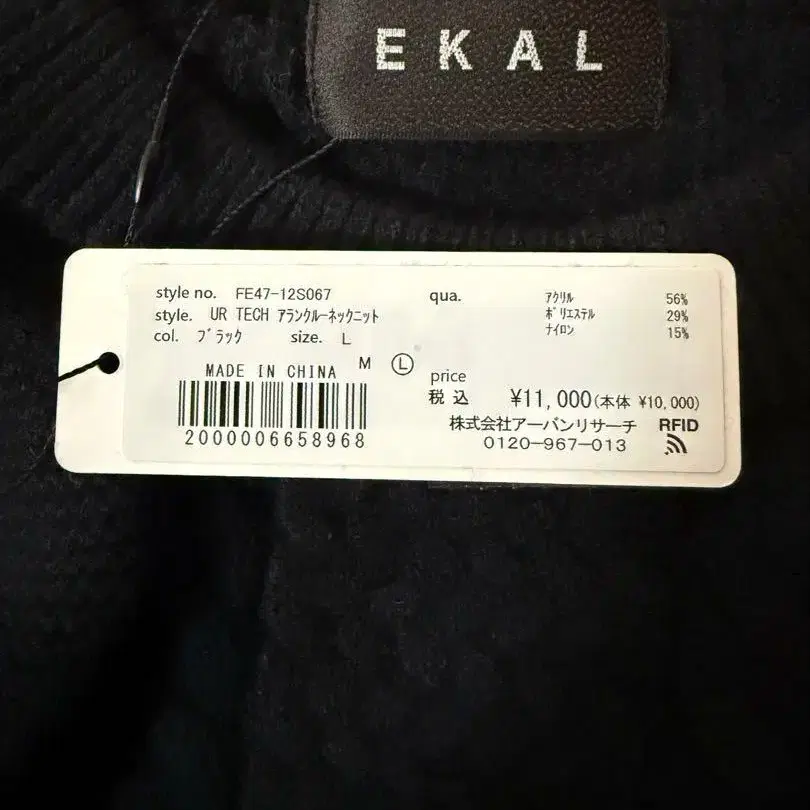 EKAL
style no. FE47-12S067
style. UR TECH ｱﾗﾝｸﾙｰﾈｯｸﾆｯﾄ
col. ﾌﾞﾗｯｸ size. L
MADE IN CHINA M Ⓛ
2000006658968
qua. ｱｸﾘﾙ 56%
ﾎﾟﾘｴｽﾃﾙ 29%
ﾅｲﾛﾝ 15%
price
税込 ¥11,000(本体 ¥10,000)
株式会社アーバンリサーチ RFID
0120-967-013